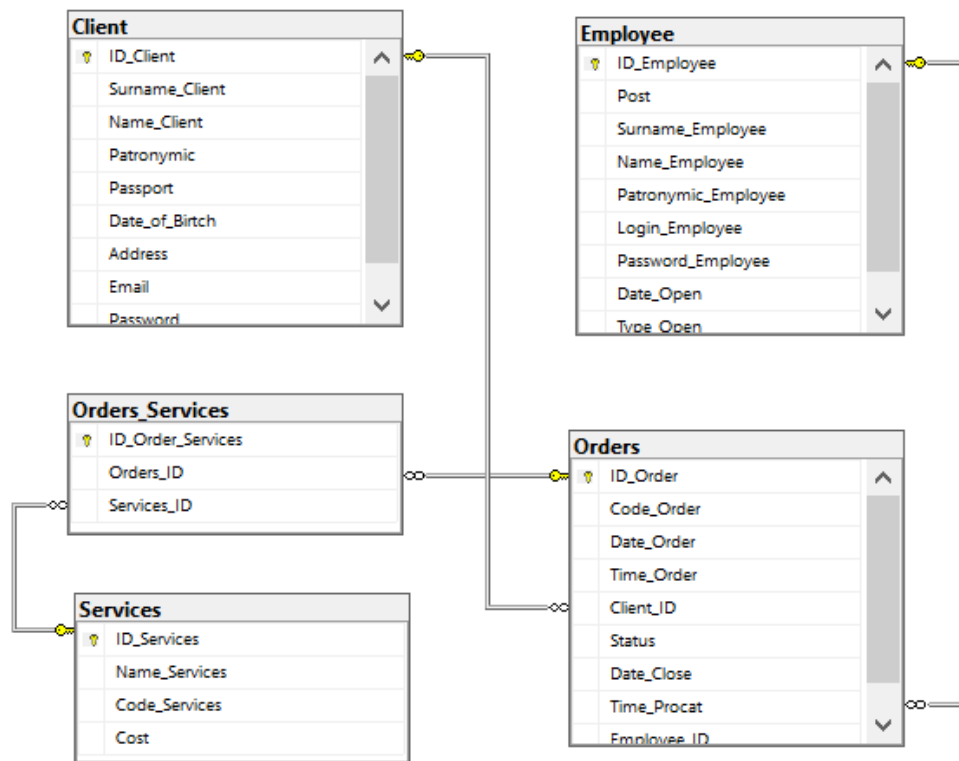 Client
ID_Client
Surname_Client
Name_Client
Patronymic
Passport
Date_of_Birtch
Address
Email
Password
Employee
ID_Employee
Post
Surname_Employee
Name_Employee
Patronymic_Employee
Login_Employee
Password_Employee
Date_Open
Type_Open
Orders_Services
ID_Order_Services
Orders_ID
Services_ID
Orders
ID_Order
Code_Order
Date_Order
Time_Order
Client_ID
Status
Date_Close
Time_Procat
Employee_ID
Services
ID_Services
Name_Services
Code_Services
Cost